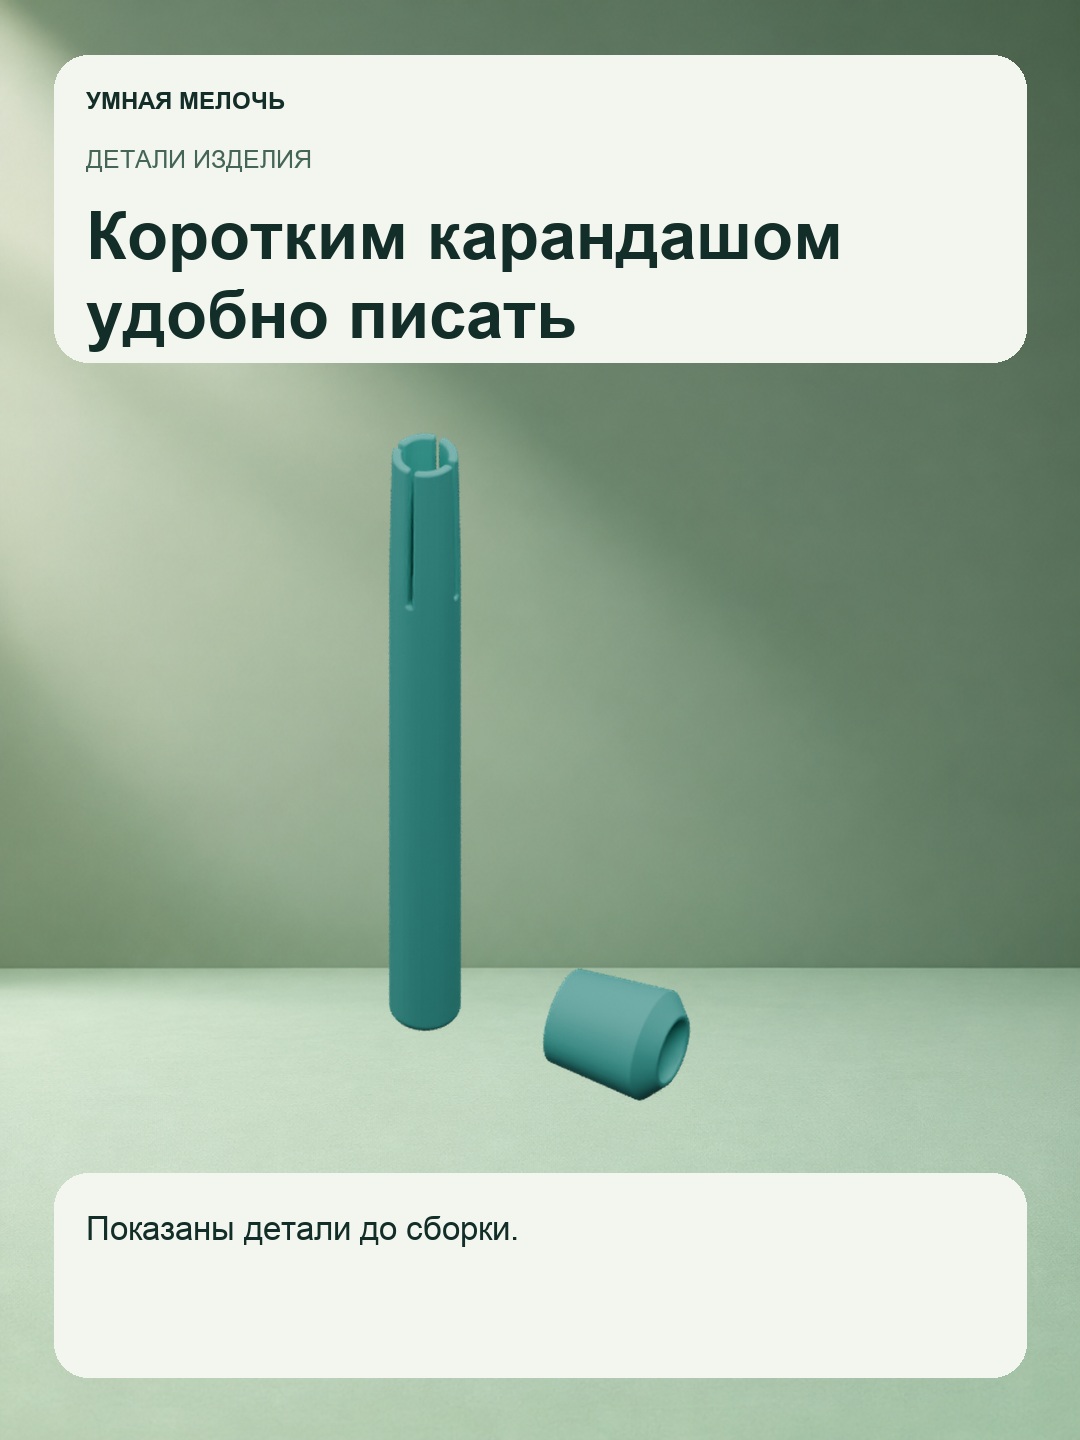 УМНАЯ МЕЛОЧЬ
ДЕТАЛИ ИЗДЕЛИЯ
Коротким карандашом
удобно писать
Показаны детали до сборки.